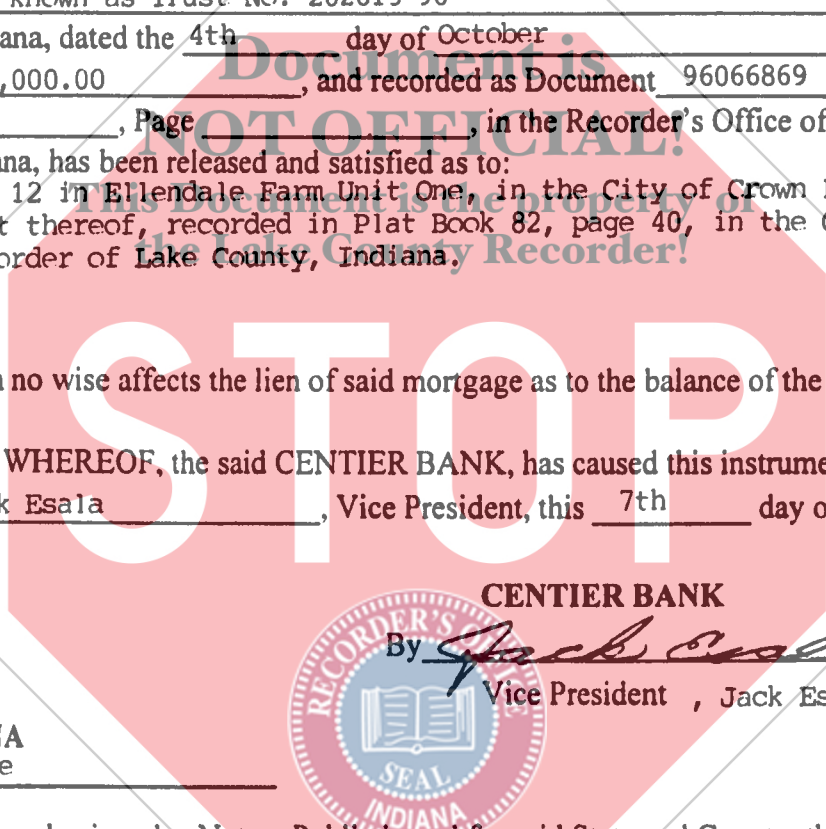 known as Trust No.
ana, dated the 4th day of October
,000.00 , and recorded as Document 96066869
, Page , in the Recorder's Office of
ana, has been released and satisfied as to:
12 in Ellendale Farm Unit One, in the City of Crown
t thereof, recorded in Plat Book 82, page 40, in the
order of Lake County, Indiana.
Document is
NOT OFFICIAL!
This Document is the property of
the Lake County Recorder!
STOP
no wise affects the lien of said mortgage as to the balance of the
WHEREOF, the said CENTIER BANK, has caused this instrume
k Esala , Vice President, this 7th day o
CENTIER BANK
By Jack Esal
Vice President , Jack Es
NA
e
RECORDER'S OFFICE
SEAL
INDIANA